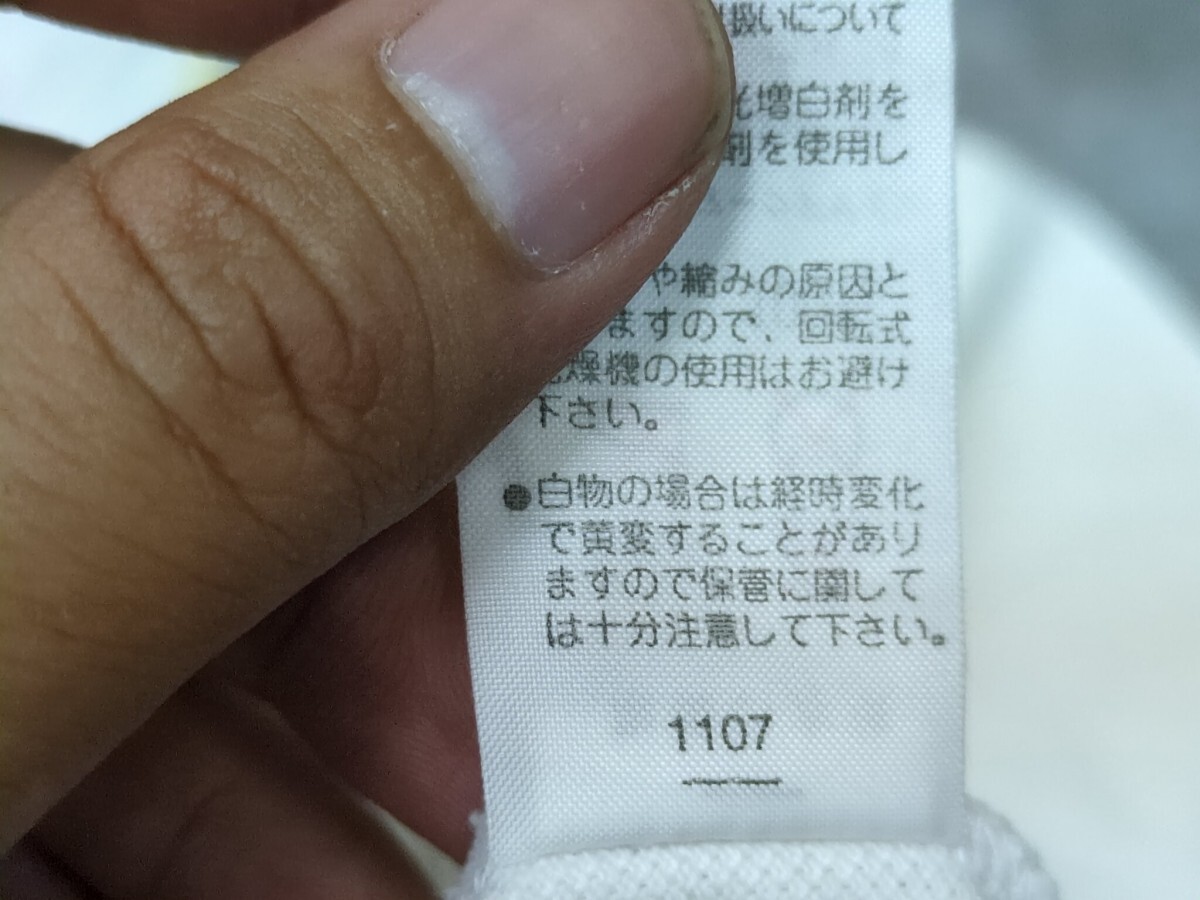 扱いについて
光増白剤を
剤を使用し
や縮みの原因と
ますので、回転式
燥機の使用はお避け
下さい。
●白物の場合は経時変化
で黄変することがあり
ますので保管に関して
は十分注意して下さい。
1107